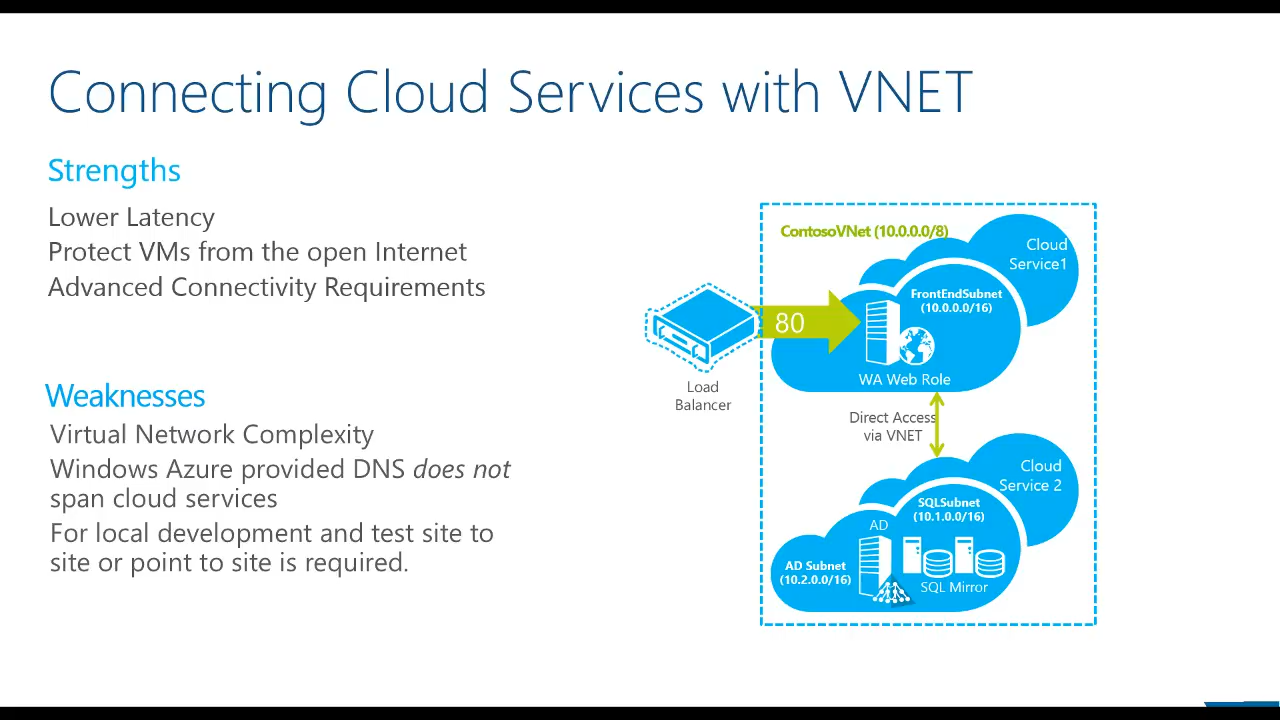 Connecting Cloud Services with VNET
Strengths
Lower Latency
Protect VMs from the open Internet
Advanced Connectivity Requirements
Weaknesses
Virtual Network Complexity
Windows Azure provided DNS does not
span cloud services
For local development and test site to
site or point to site is required.
ContosoVNet (10.0.0.0/8)
Cloud
Service1
FrontEndSubnet
(10.0.0.0/16)
80
WA Web Role
Load
Balancer
Direct Access
via VNET
Cloud
Service 2
SQLSubnet
(10.1.0.0/16)
AD
AD Subnet
(10.2.0.0/16)
SQL Mirror